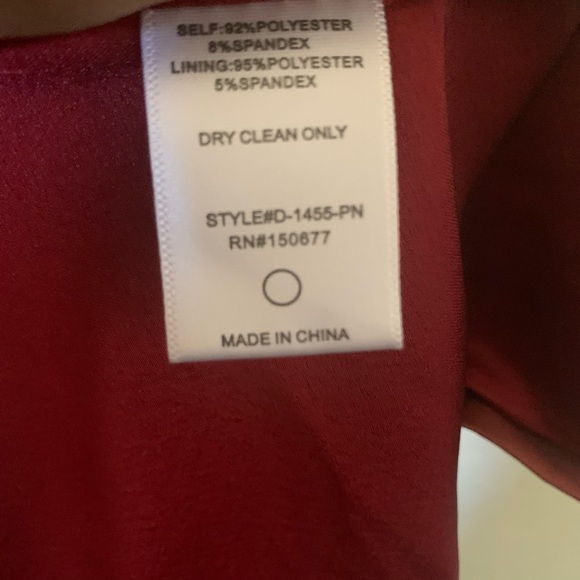 SELF:92%POLYESTER
8%SPANDEX
LINING:95%POLYESTER
5%SPANDEX
DRY CLEAN ONLY
STYLE#D-1455-PN
RN#150677
MADE IN CHINA